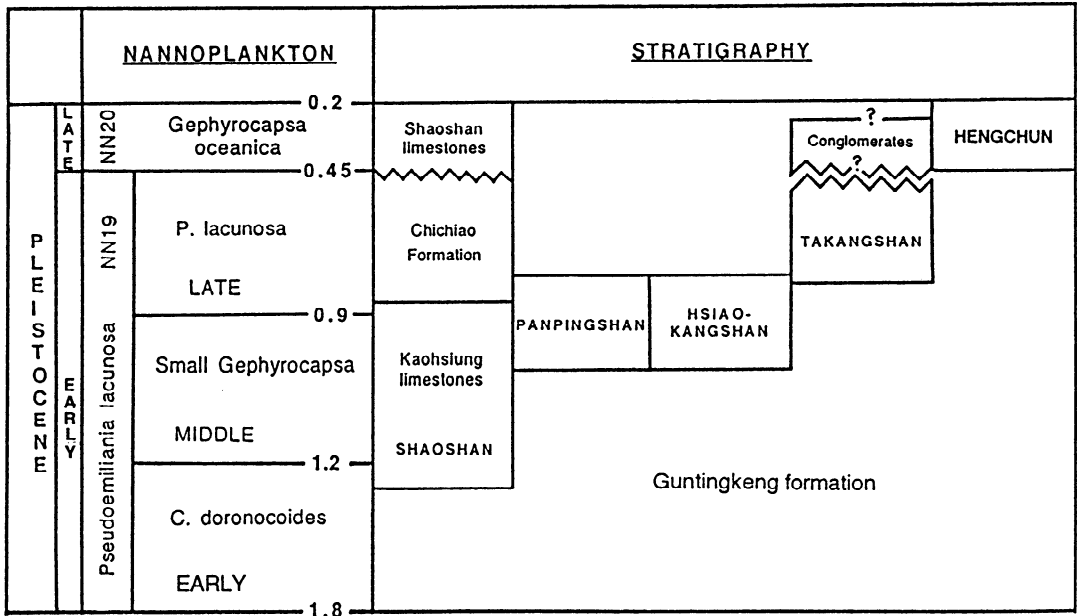 NANNOPLANKTON
STRATIGRAPHY
0.2
LATE
NN20
Gephyrocapsa
oceanica
Shaoshan
limestones
?
Conglomerates
?
HENGCHUN
0.45
PLEISTOCENE
EARLY
Pseudoemiliania lacunosa NN19
P. lacunosa
LATE
Chichiao
Formation
TAKANGSHAN
0.9
PANPINGSHAN
HSIAO-
KANGSHAN
Small Gephyrocapsa
MIDDLE
Kaohsiung
limestones
SHAOSHAN
1.2
Guntingkeng formation
C. doronocoides
EARLY
1.8